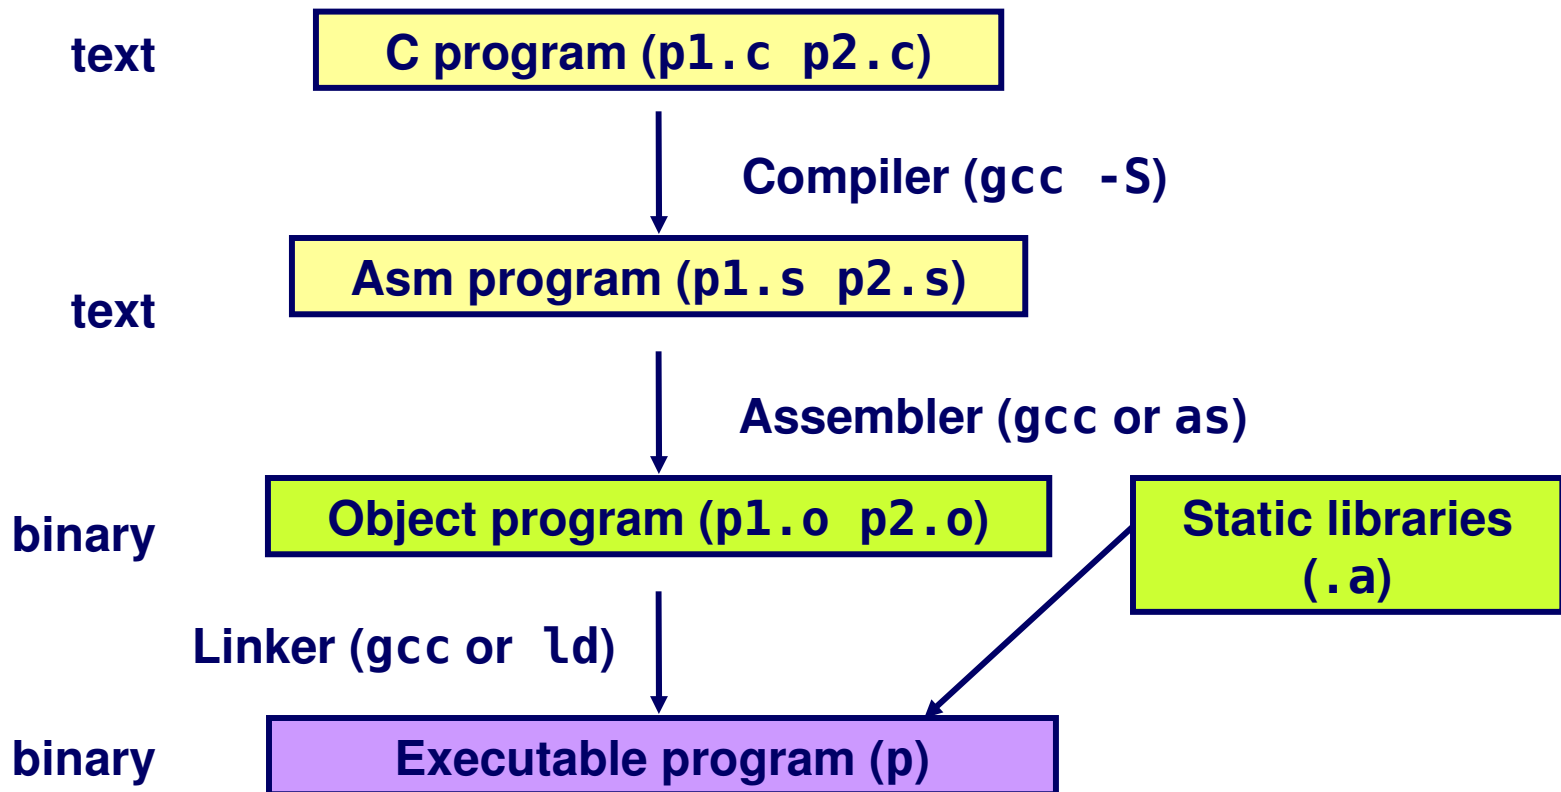 text
C program (p1.c p2.c)
Compiler (gcc -S)
text
Asm program (p1.s p2.s)
Assembler (gcc or as)
binary
Object program (p1.o p2.o)
Static libraries
(.a)
Linker (gcc or ld)
binary
Executable program (p)